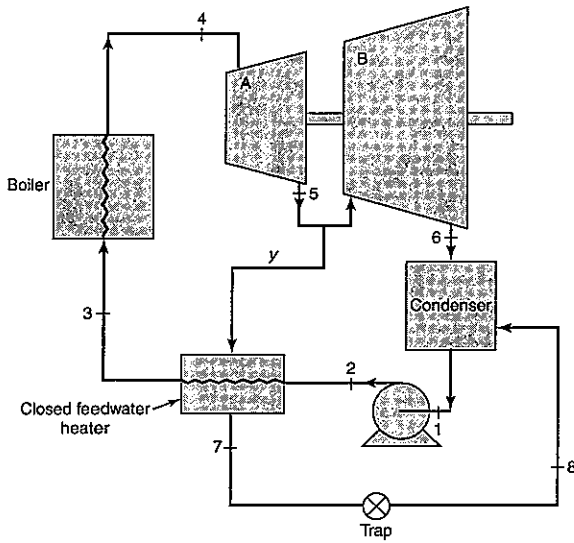 4
A
B
Boiler
5
6
y
Condenser
3
2
1
Closed feedwater
heater
7
8
Trap